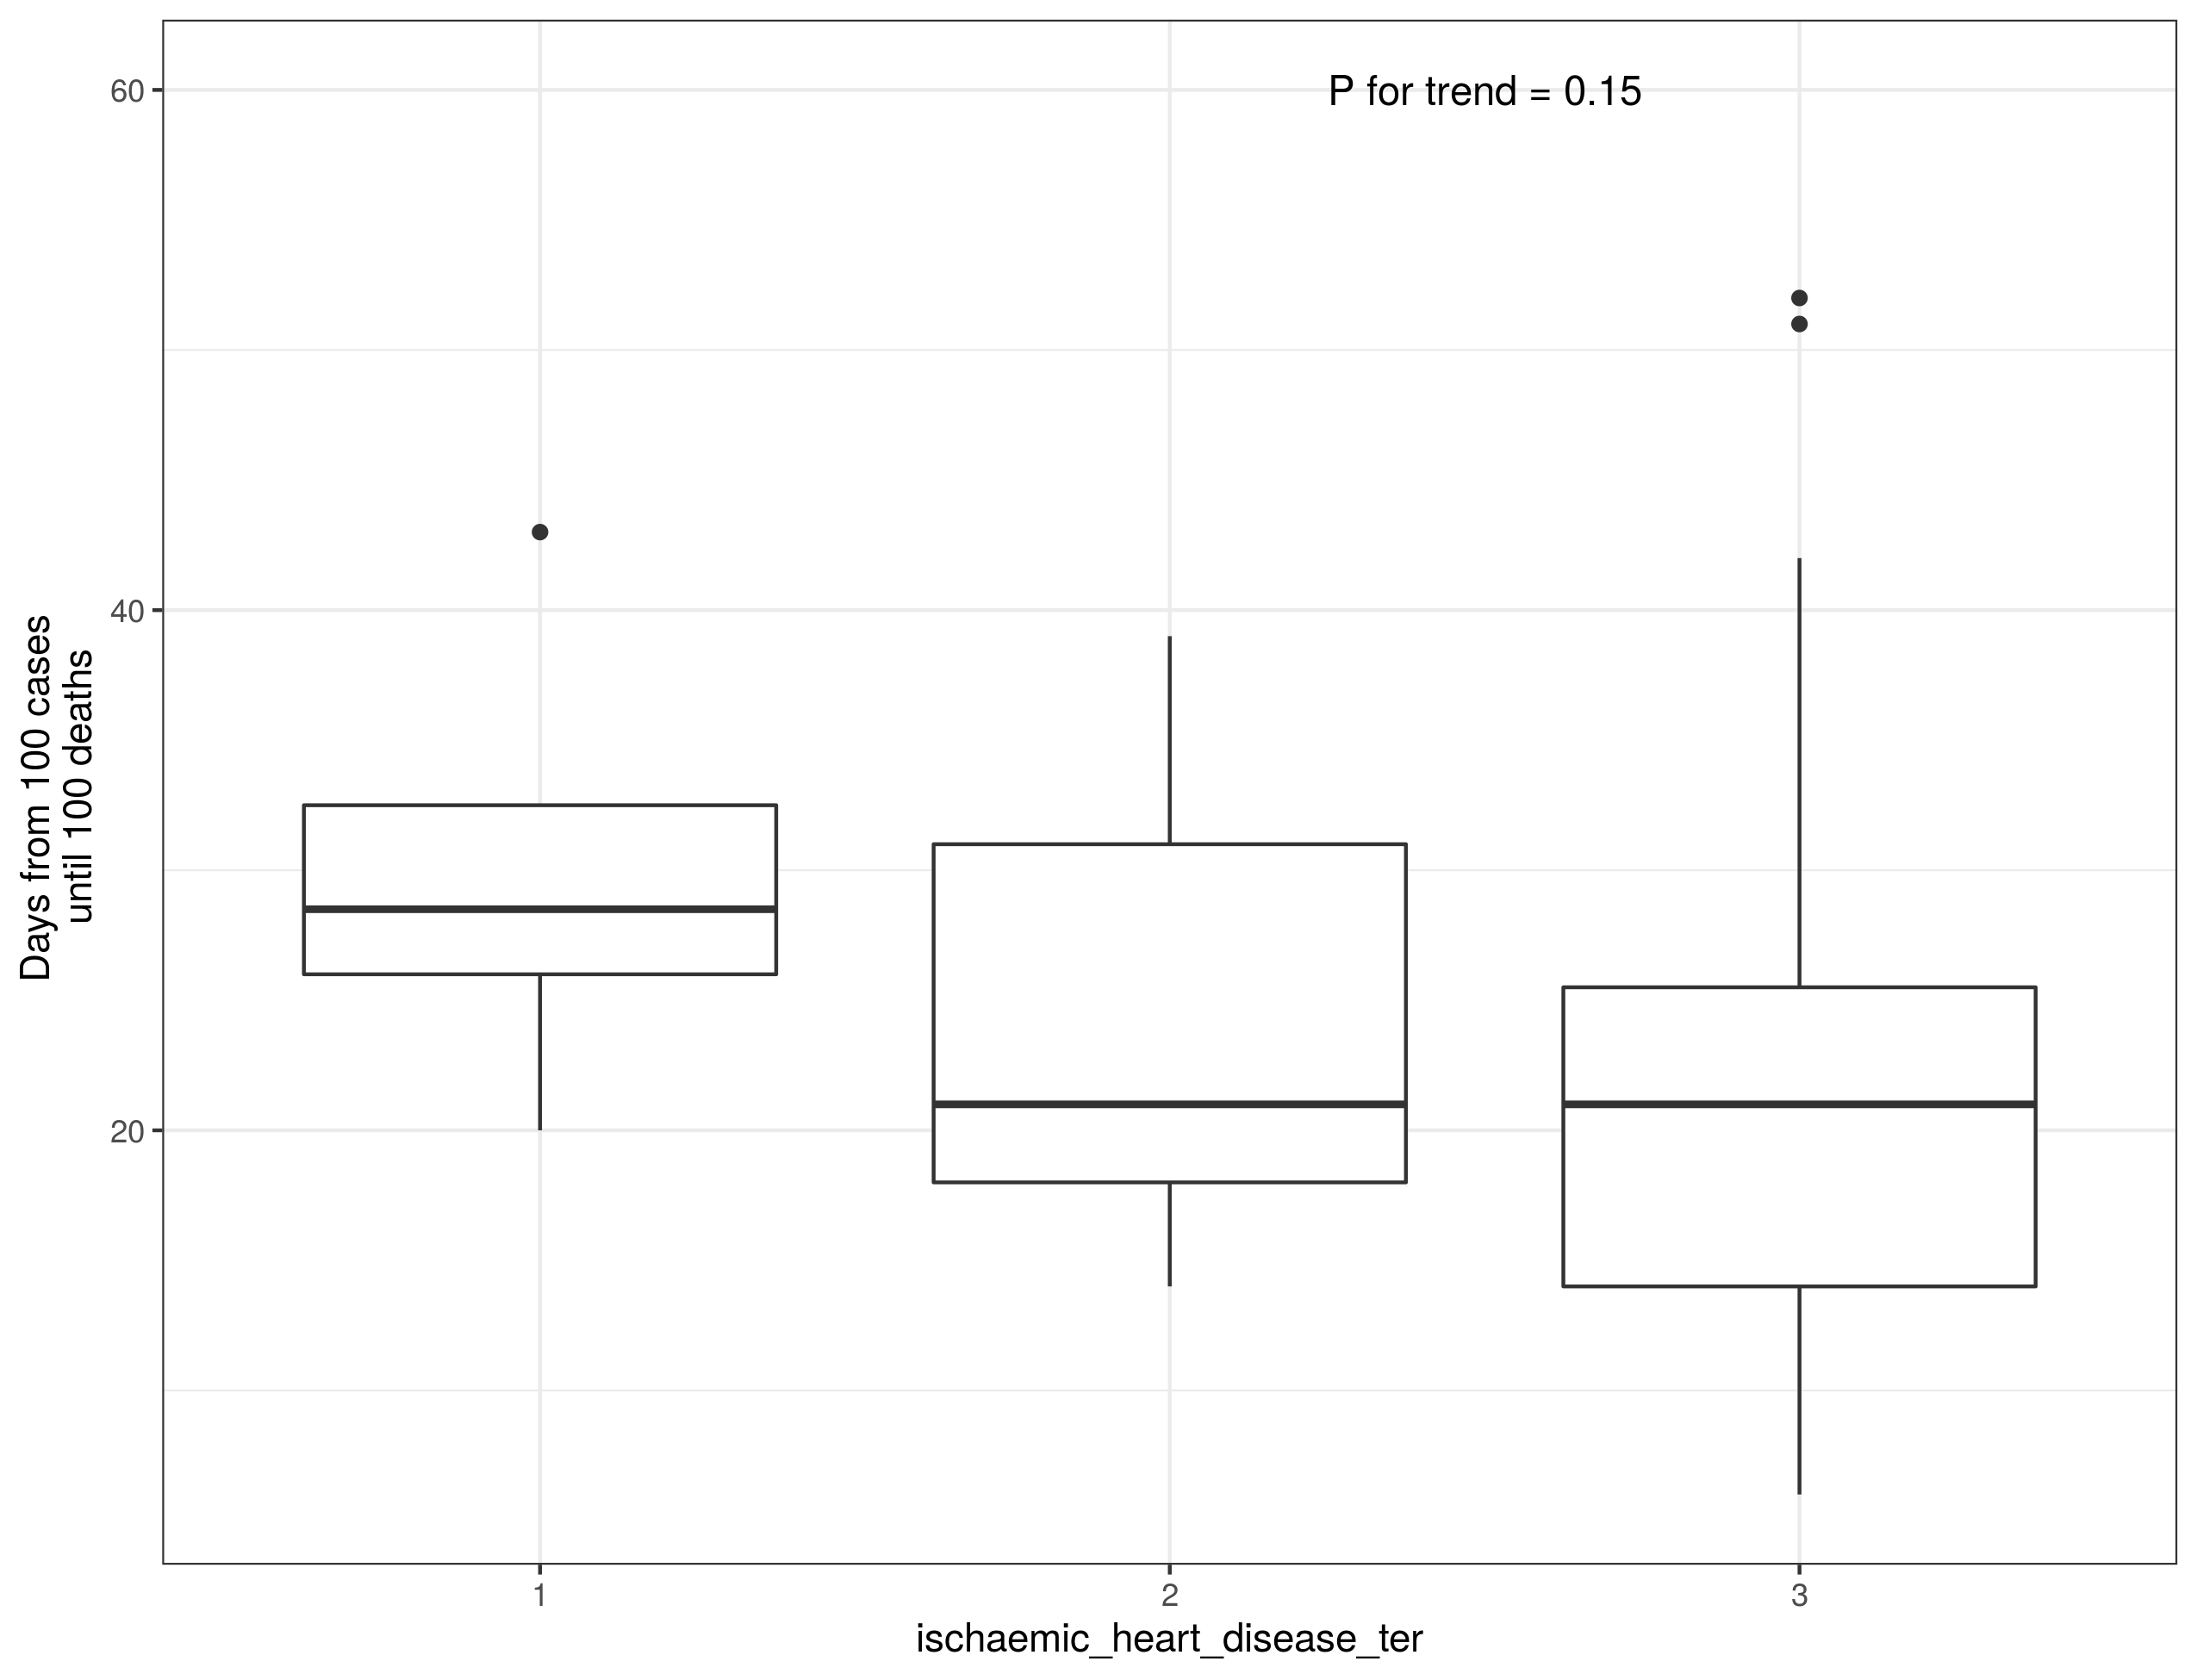 P for trend = 0.15
60
40
20
Days from 100 cases
until 100 deaths
1
2
3
ischaemic_heart_disease_ter